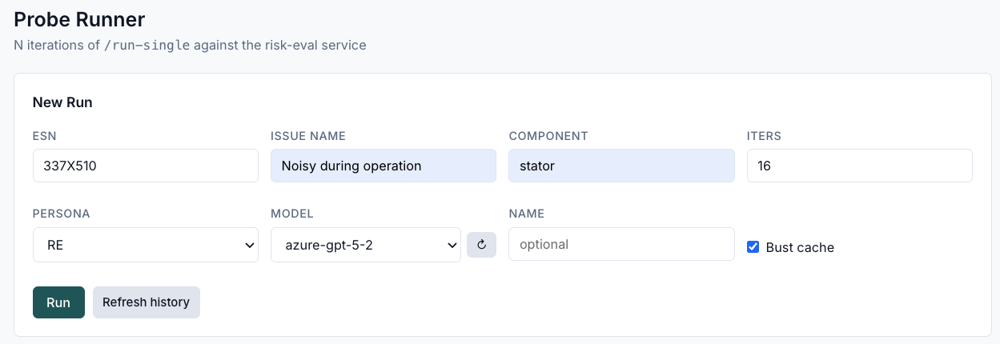 Probe Runner
N iterations of /run-single against the risk-eval service
New Run
ESN ISSUE NAME COMPONENT ITERS
337X510 Noisy during operation stator 16
PERSONA MODEL NAME
RE azure-gpt-5-2 ↻ optional Bust cache
Run Refresh history